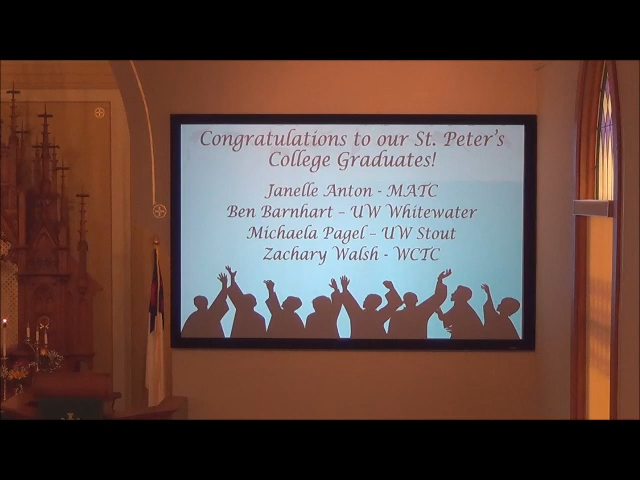 Congratulations to our St. Peter's
College Graduates!
Janelle Anton - MATC
Ben Barnhart – UW Whitewater
Michaela Pagel – UW Stout
Zachary Walsh - WCTC